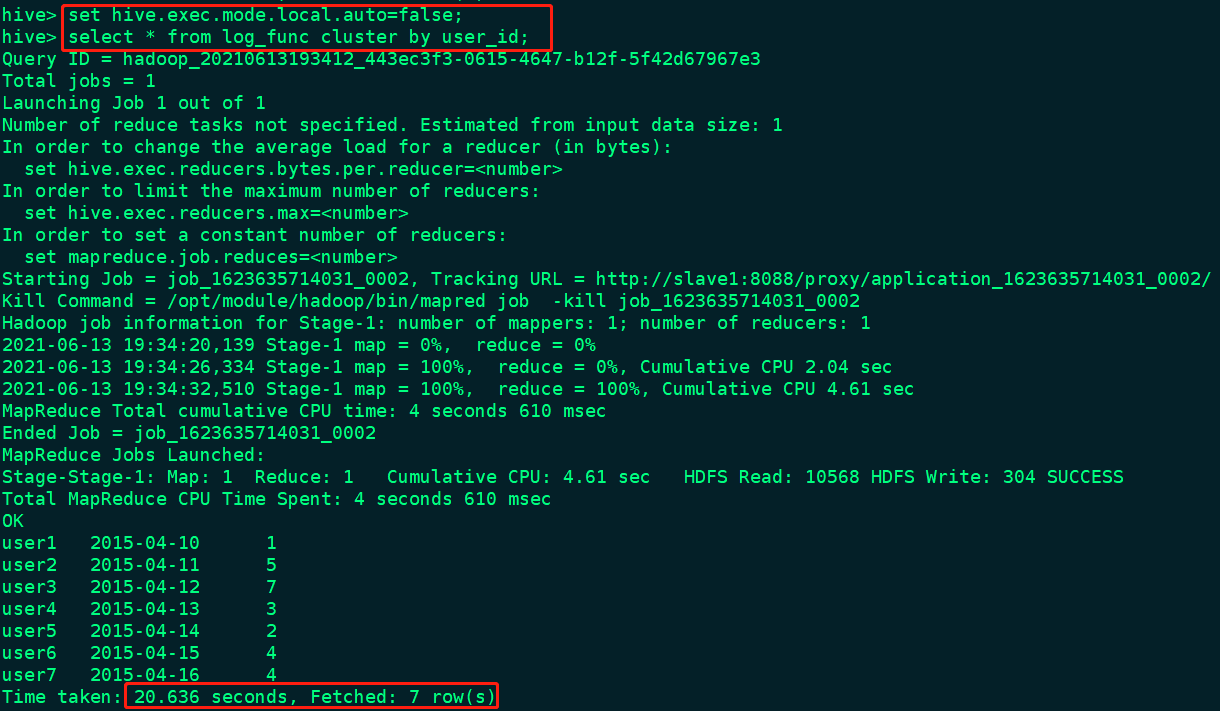 hive> set hive.exec.mode.local.auto=false;
hive> select * from log_func cluster by user_id;
Query ID = hadoop_20210613193412_443ec3f3-0615-4647-b12f-5f42d67967e3
Total jobs = 1
Launching Job 1 out of 1
Number of reduce tasks not specified. Estimated from input data size: 1
In order to change the average load for a reducer (in bytes):
  set hive.exec.reducers.bytes.per.reducer=<number>
In order to limit the maximum number of reducers:
  set hive.exec.reducers.max=<number>
In order to set a constant number of reducers:
  set mapreduce.job.reduces=<number>
Starting Job = job_1623635714031_0002, Tracking URL = http://slave1:8088/proxy/application_1623635714031_0002/
Kill Command = /opt/module/hadoop/bin/mapred job  -kill job_1623635714031_0002
Hadoop job information for Stage-1: number of mappers: 1; number of reducers: 1
2021-06-13 19:34:20,139 Stage-1 map = 0%,  reduce = 0%
2021-06-13 19:34:26,334 Stage-1 map = 100%,  reduce = 0%, Cumulative CPU 2.04 sec
2021-06-13 19:34:32,510 Stage-1 map = 100%,  reduce = 100%, Cumulative CPU 4.61 sec
MapReduce Total cumulative CPU time: 4 seconds 610 msec
Ended Job = job_1623635714031_0002
MapReduce Jobs Launched:
Stage-Stage-1: Map: 1  Reduce: 1   Cumulative CPU: 4.61 sec   HDFS Read: 10568 HDFS Write: 304 SUCCESS
Total MapReduce CPU Time Spent: 4 seconds 610 msec
OK
user1   2015-04-10      1
user2   2015-04-11      5
user3   2015-04-12      7
user4   2015-04-13      3
user5   2015-04-14      2
user6   2015-04-15      4
user7   2015-04-16      4
Time taken: 20.636 seconds, Fetched: 7 row(s)